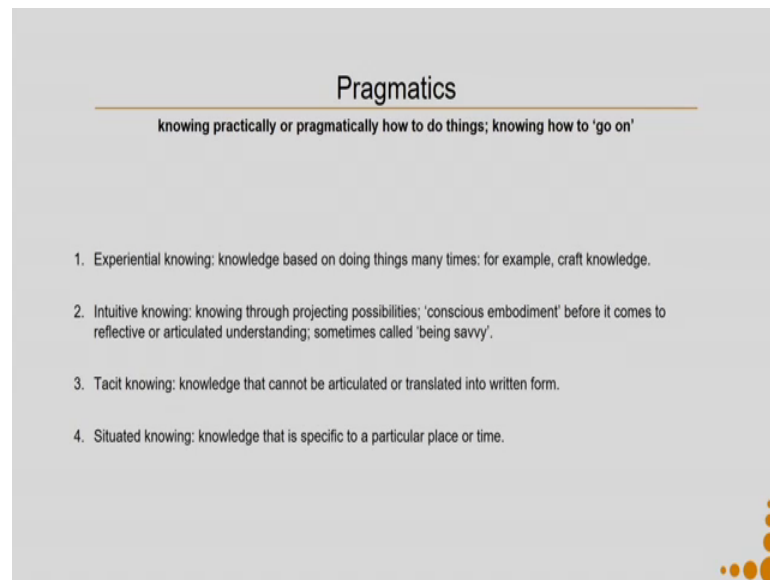 Pragmatics
knowing practically or pragmatically how to do things; knowing how to ‘go on’
1. Experiential knowing: knowledge based on doing things many times: for example, craft knowledge.
2. Intuitive knowing: knowing through projecting possibilities; ‘conscious embodiment’ before it comes to
reflective or articulated understanding; sometimes called ‘being savvy’.
3. Tacit knowing: knowledge that cannot be articulated or translated into written form.
4. Situated knowing: knowledge that is specific to a particular place or time.